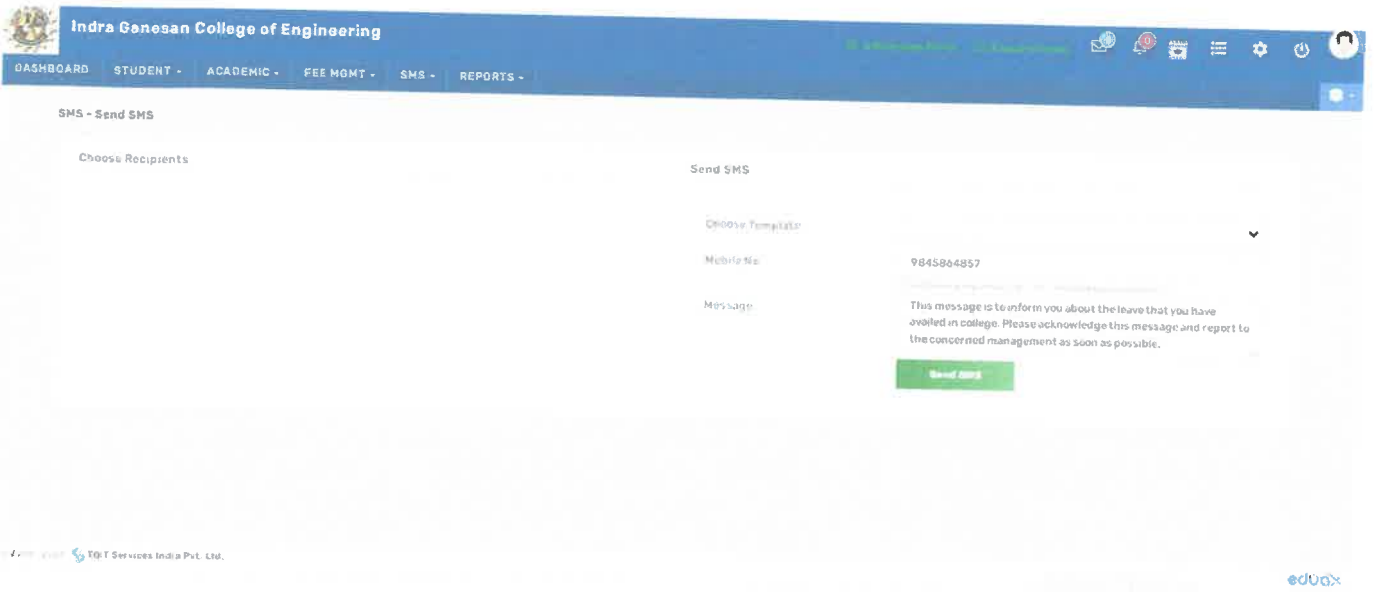 Indra Ganesan College of Engineering
DASHBOARD STUDENT - ACADEMIC - FEE MGMT - SMS - REPORTS -
SMS - Send SMS
Choose Recipients
Send SMS
Choose Template
Mobile No
9845864857
Message
This message is to inform you about the leave that you have
availed in college. Please acknowledge this message and report to
the concerned management as soon as possible.
Send SMS
Services India Pvt. Ltd.